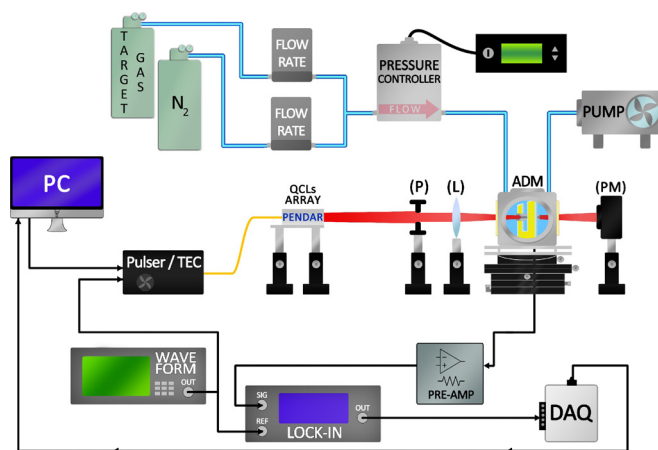 TARGET
GAS
N2
FLOW
RATE
FLOW
RATE
PRESSURE
CONTROLLER
FLOW
PUMP
PC
QCLs
ARRAY
PENDAR
(P)
(L)
ADM
(PM)
Pulser / TEC
WAVE
FORM
OUT
SIG
REF
OUT
LOCK-IN
PRE-AMP
DAQ